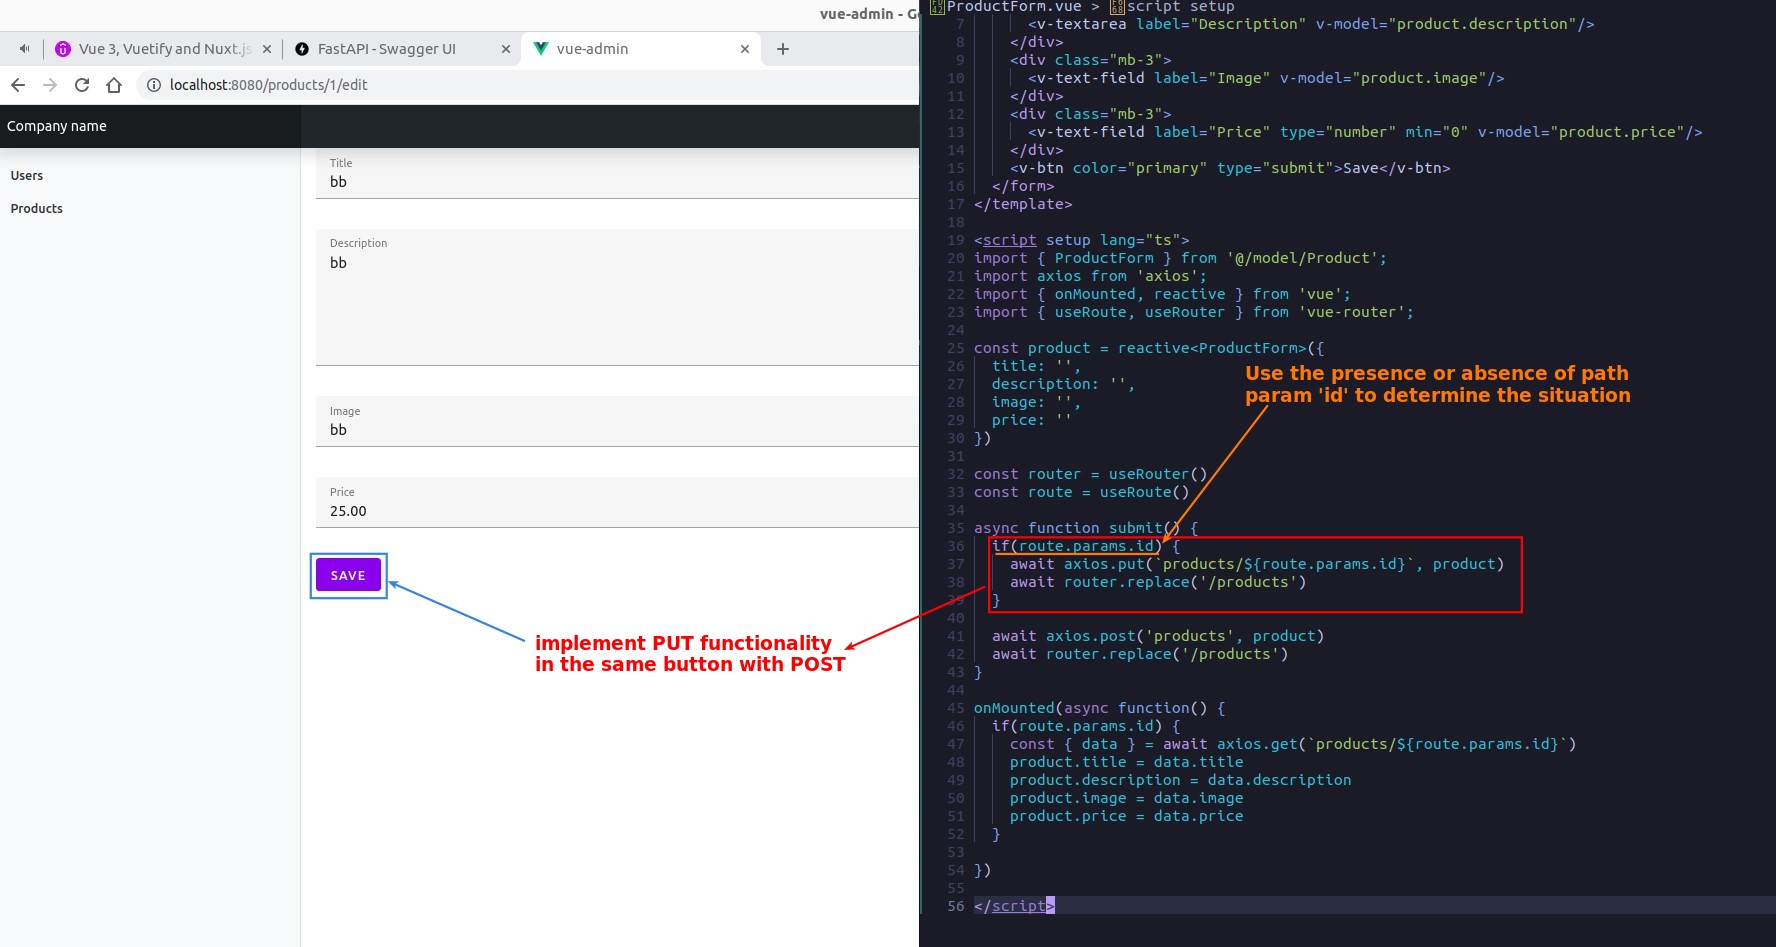 vue-admin - Go
Vue 3, Vuetify and Nuxt.js
FastAPI - Swagger UI
vue-admin
localhost:8080/products/1/edit
Company name
Users
Products
Title
bb
Description
bb
Image
bb
Price
25.00
SAVE
implement PUT functionality
in the same button with POST
ProductForm.vue > script setup
7 <v-textarea label="Description" v-model="product.description"/>
8 </div>
9 <div class="mb-3">
10 <v-text-field label="Image" v-model="product.image"/>
11 </div>
12 <div class="mb-3">
13 <v-text-field label="Price" type="number" min="0" v-model="product.price"/>
14 </div>
15 <v-btn color="primary" type="submit">Save</v-btn>
16 </form>
17 </template>
18
19 <script setup lang="ts">
20 import { ProductForm } from '@/model/Product';
21 import axios from 'axios';
22 import { onMounted, reactive } from 'vue';
23 import { useRoute, useRouter } from 'vue-router';
24
25 const product = reactive<ProductForm>({
26 title: '',
27 description: '',
28 image: '',
29 price: ''
30 })
Use the presence or absence of path
param 'id' to determine the situation
31
32 const router = useRouter()
33 const route = useRoute()
34
35 async function submit() {
36 if(route.params.id) {
37 await axios.put(`products/${route.params.id}`, product)
38 await router.replace('/products')
39 }
40
41 await axios.post('products', product)
42 await router.replace('/products')
43 }
44
45 onMounted(async function() {
46 if(route.params.id) {
47 const { data } = await axios.get(`products/${route.params.id}`)
48 product.title = data.title
49 product.description = data.description
50 product.image = data.image
51 product.price = data.price
52 }
53
54 })
55
56 </script>